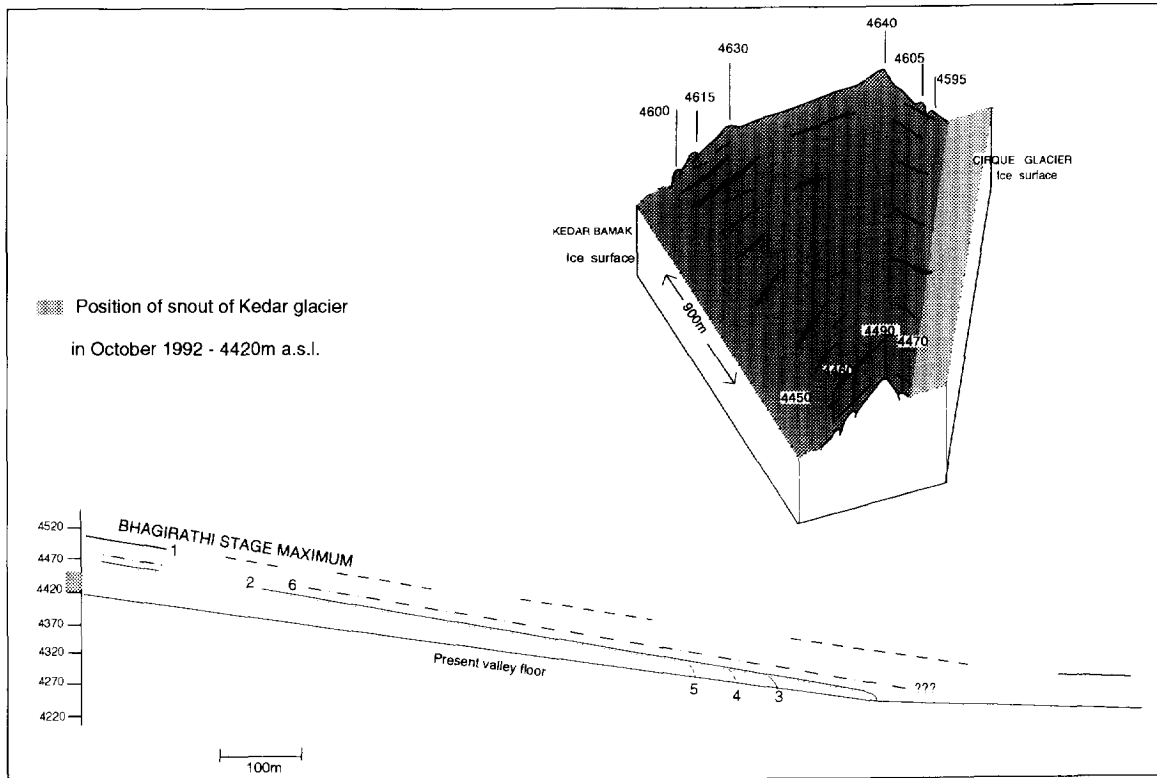 4640
4630
4605
4595
4615
4600
CIRQUE GLACIER
Ice surface
KEDAR BAMAK
Ice surface
900m
Position of snout of Kedar glacier
in October 1992 - 4420m a.s.l.
4490
4470
4460
4450
4520
4470
4420
4370
4320
4270
4220
BHAGIRATHI STAGE MAXIMUM
1
2
6
Present valley floor
5
4
3
???
100m